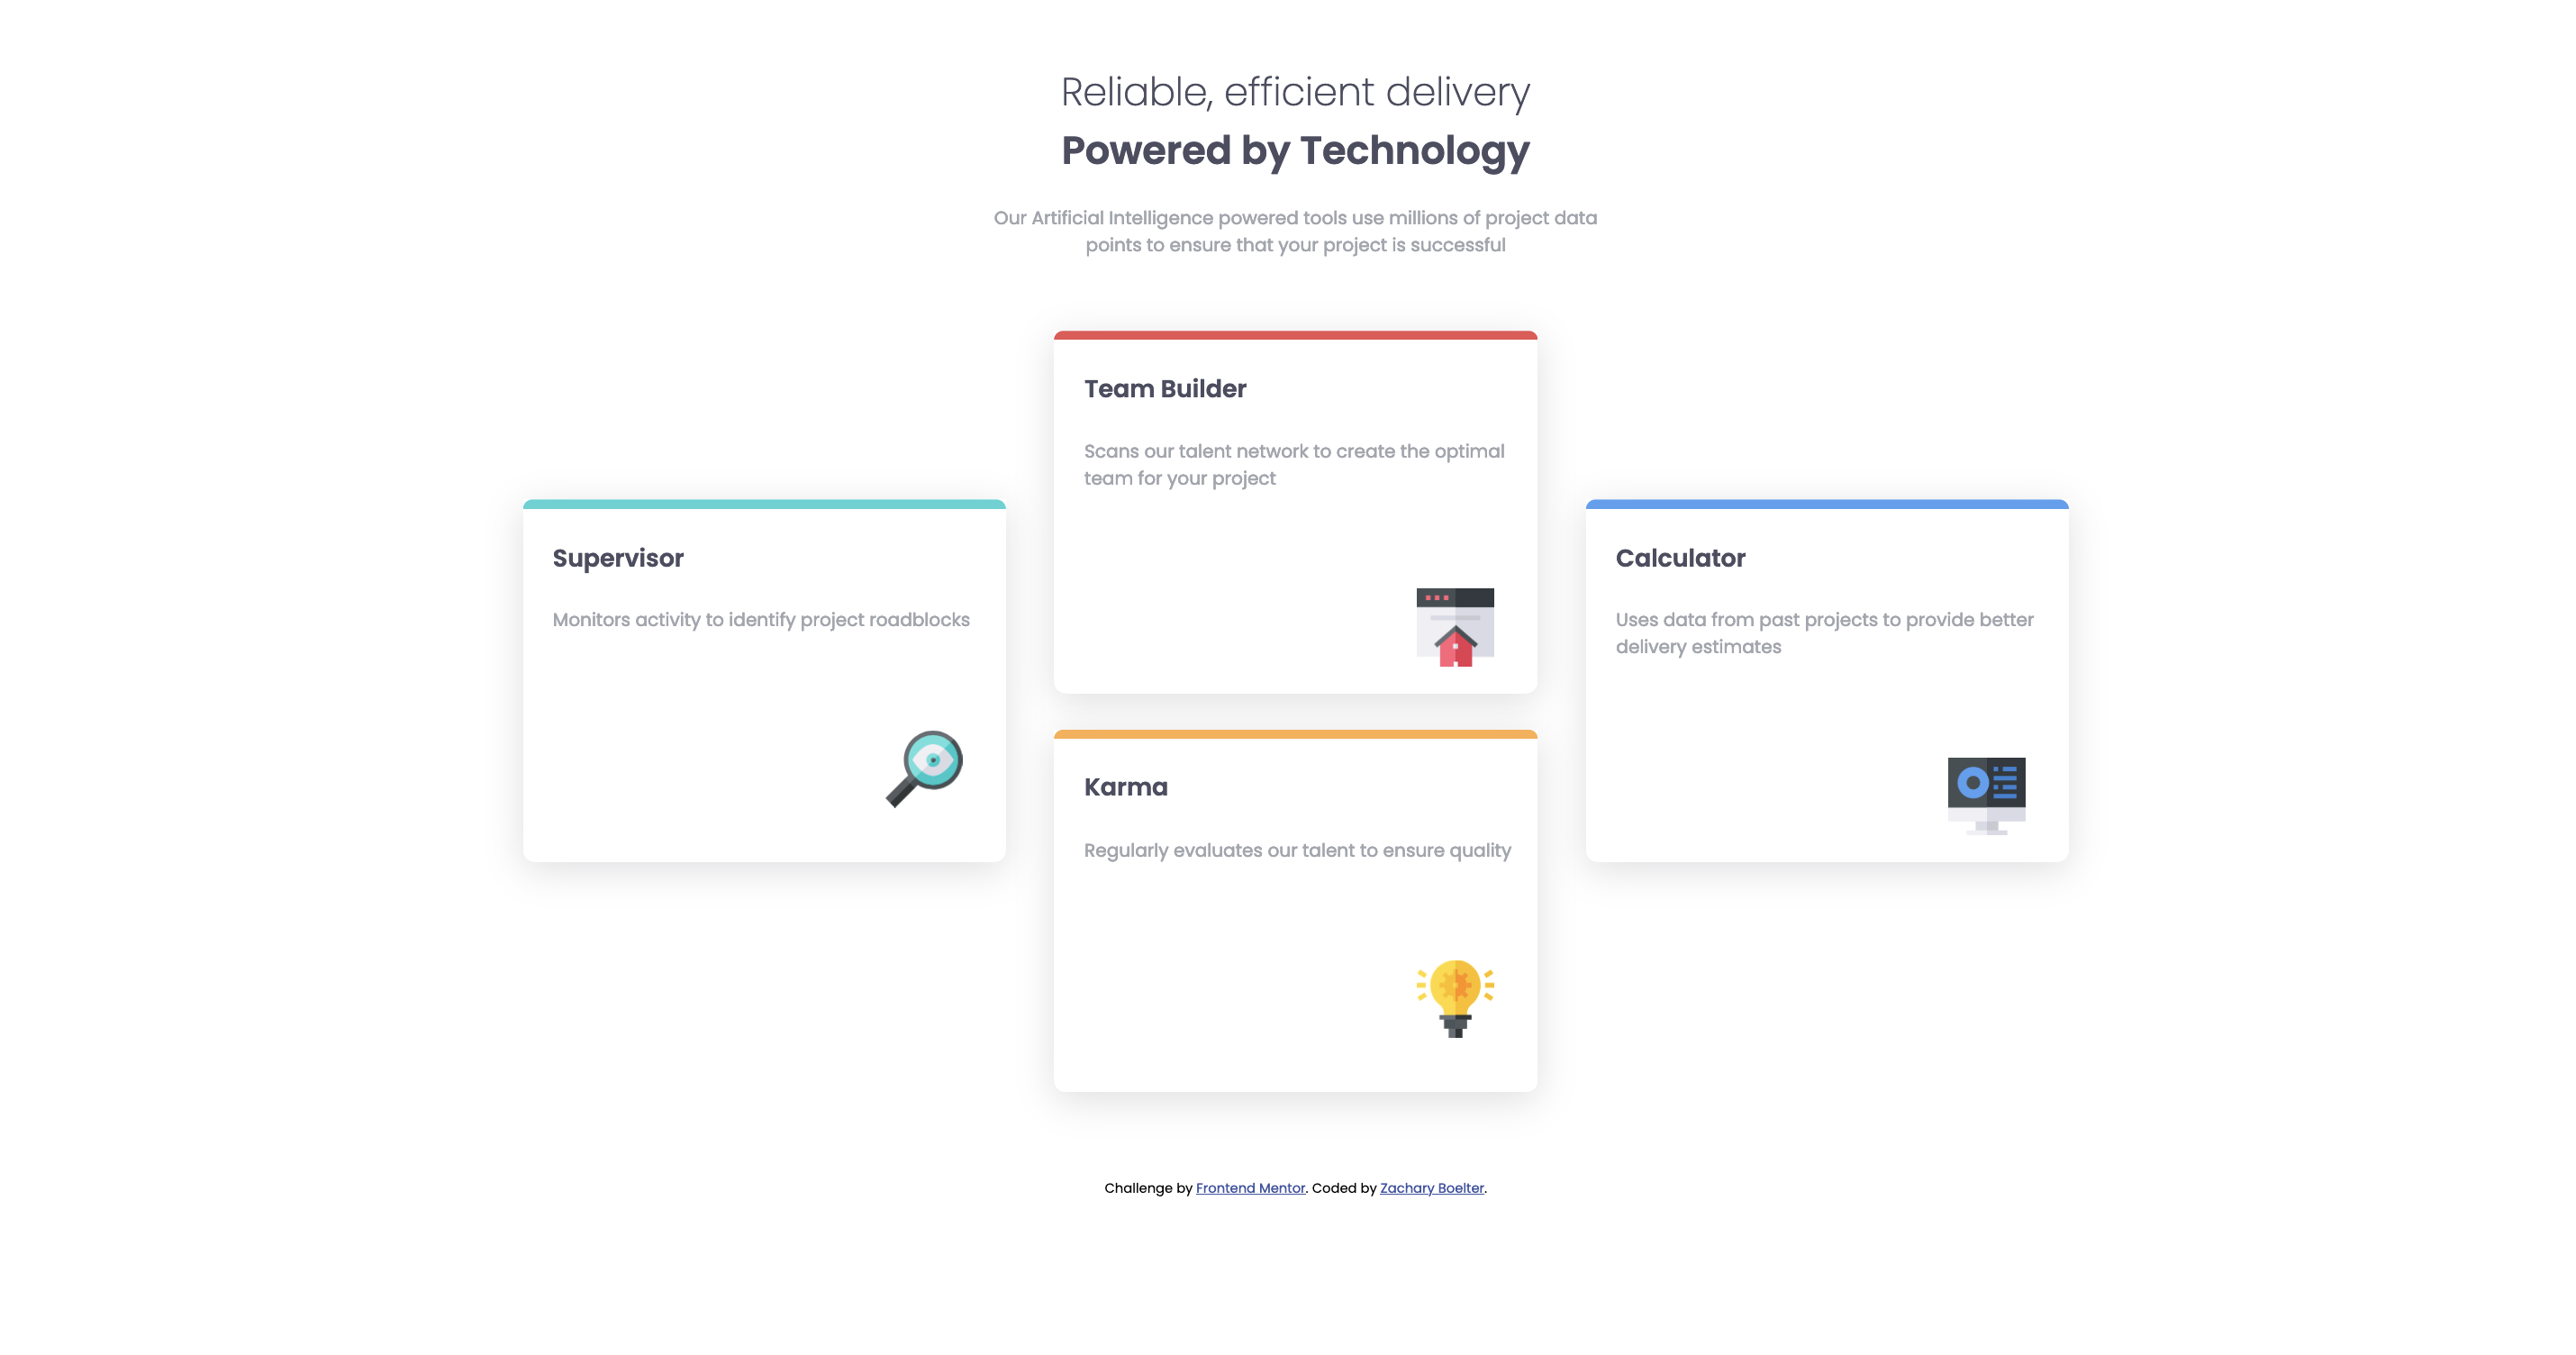 Reliable, efficient delivery
Powered by Technology
Our Artificial Intelligence powered tools use millions of project data
points to ensure that your project is successful
Supervisor
Monitors activity to identify project roadblocks
Team Builder
Scans our talent network to create the optimal
team for your project
Karma
Regularly evaluates our talent to ensure quality
Calculator
Uses data from past projects to provide better
delivery estimates
Challenge by Frontend Mentor. Coded by Zachary Boelter.